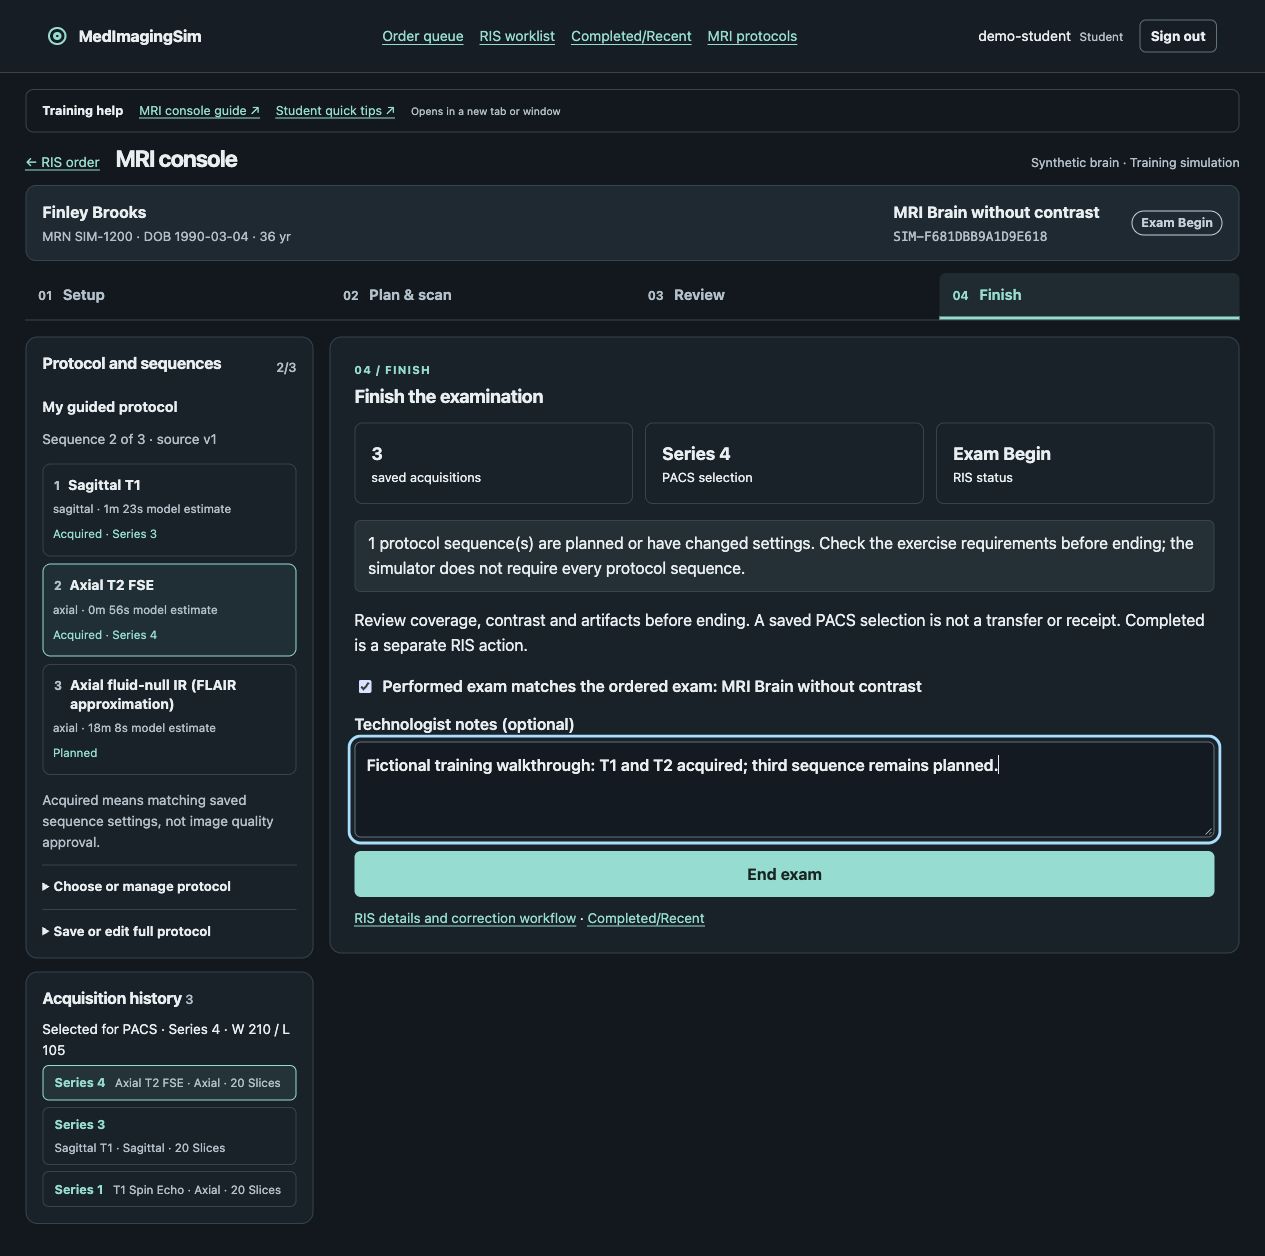 MedImagingSim
Order queue RIS worklist Completed/Recent MRI protocols
demo-student Student Sign out
Training help MRI console guide ↗ Student quick tips ↗ Opens in a new tab or window
← RIS order MRI console
Synthetic brain · Training simulation
Finley Brooks
MRN SIM-1200 · DOB 1990-03-04 · 36 yr
MRI Brain without contrast
SIM-F681DBB9A1D9E618
Exam Begin
01 Setup
02 Plan & scan
03 Review
04 Finish
Protocol and sequences 2/3
My guided protocol
Sequence 2 of 3 · source v1
1 Sagittal T1
sagittal · 1m 23s model estimate
Acquired · Series 3
2 Axial T2 FSE
axial · 0m 56s model estimate
Acquired · Series 4
3 Axial fluid-null IR (FLAIR
approximation)
axial · 18m 8s model estimate
Planned
Acquired means matching saved
sequence settings, not image quality
approval.
Choose or manage protocol
Save or edit full protocol
Acquisition history 3
Selected for PACS · Series 4 · W 210 / L
105
Series 4 Axial T2 FSE · Axial · 20 Slices
Series 3
Sagittal T1 · Sagittal · 20 Slices
Series 1 T1 Spin Echo · Axial · 20 Slices
04 / FINISH
Finish the examination
3
saved acquisitions
Series 4
PACS selection
Exam Begin
RIS status
1 protocol sequence(s) are planned or have changed settings. Check the exercise requirements before ending; the
simulator does not require every protocol sequence.
Review coverage, contrast and artifacts before ending. A saved PACS selection is not a transfer or receipt. Completed
is a separate RIS action.
Performed exam matches the ordered exam: MRI Brain without contrast
Technologist notes (optional)
Fictional training walkthrough: T1 and T2 acquired; third sequence remains planned.
End exam
RIS details and correction workflow · Completed/Recent